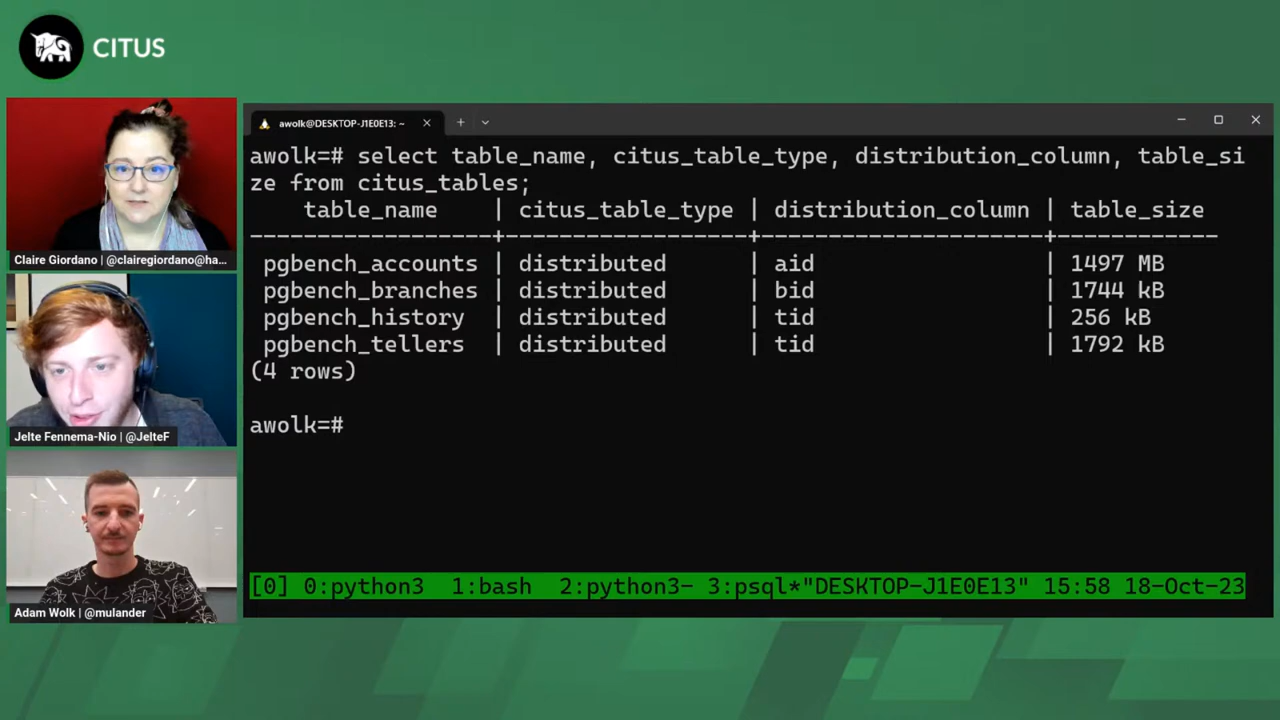 CITUS
Claire Giordano | @clairegiordano@ha...
Jelte Fennema-Nio | @JelteF
Adam Wolk | @mulander
awolk@DESKTOP-J1E0E13: ~
awolk=# select table_name, citus_table_type, distribution_column, table_si
ze from citus_tables;
table_name | citus_table_type | distribution_column | table_size
------------------+------------------+---------------------+------------
pgbench_accounts | distributed | aid | 1497 MB
pgbench_branches | distributed | bid | 1744 kB
pgbench_history | distributed | tid | 256 kB
pgbench_tellers | distributed | tid | 1792 kB
(4 rows)
awolk=#
[0] 0:python3 1:bash 2:python3- 3:psql*"DESKTOP-J1E0E13" 15:58 18-Oct-23